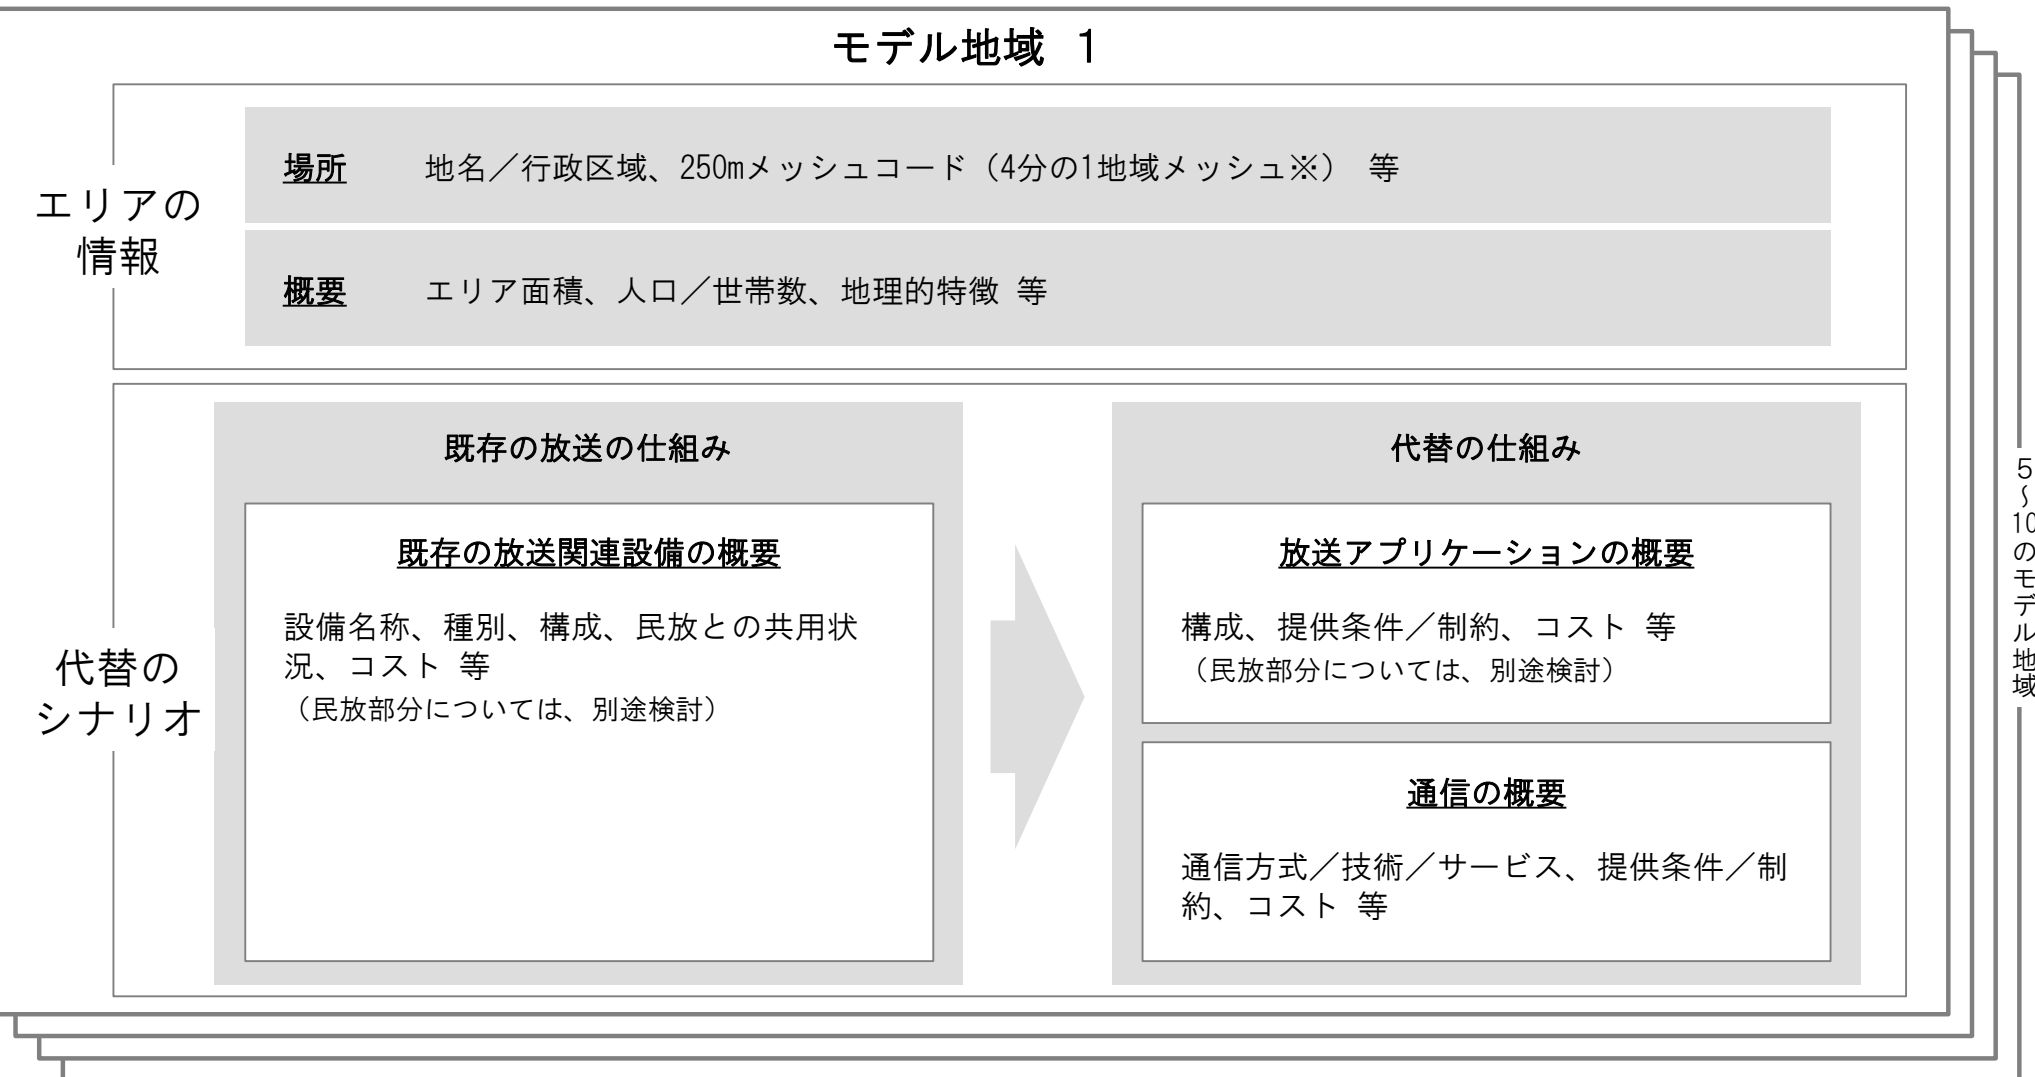 モデル地域　1
エリアの
情報
場所　　地名／行政区域、250mメッシュコード（4分の1地域メッシュ※）　等
概要　　エリア面積、人口／世帯数、地理的特徴　等
代替の
シナリオ
既存の放送の仕組み
既存の放送関連設備の概要
設備名称、種別、構成、民放との共用状
況、コスト　等
（民放部分については、別途検討）
代替の仕組み
放送アプリケーションの概要
構成、提供条件／制約、コスト　等
（民放部分については、別途検討）
通信の概要
通信方式／技術／サービス、提供条件／制
約、コスト　等
5～10のモデル地域